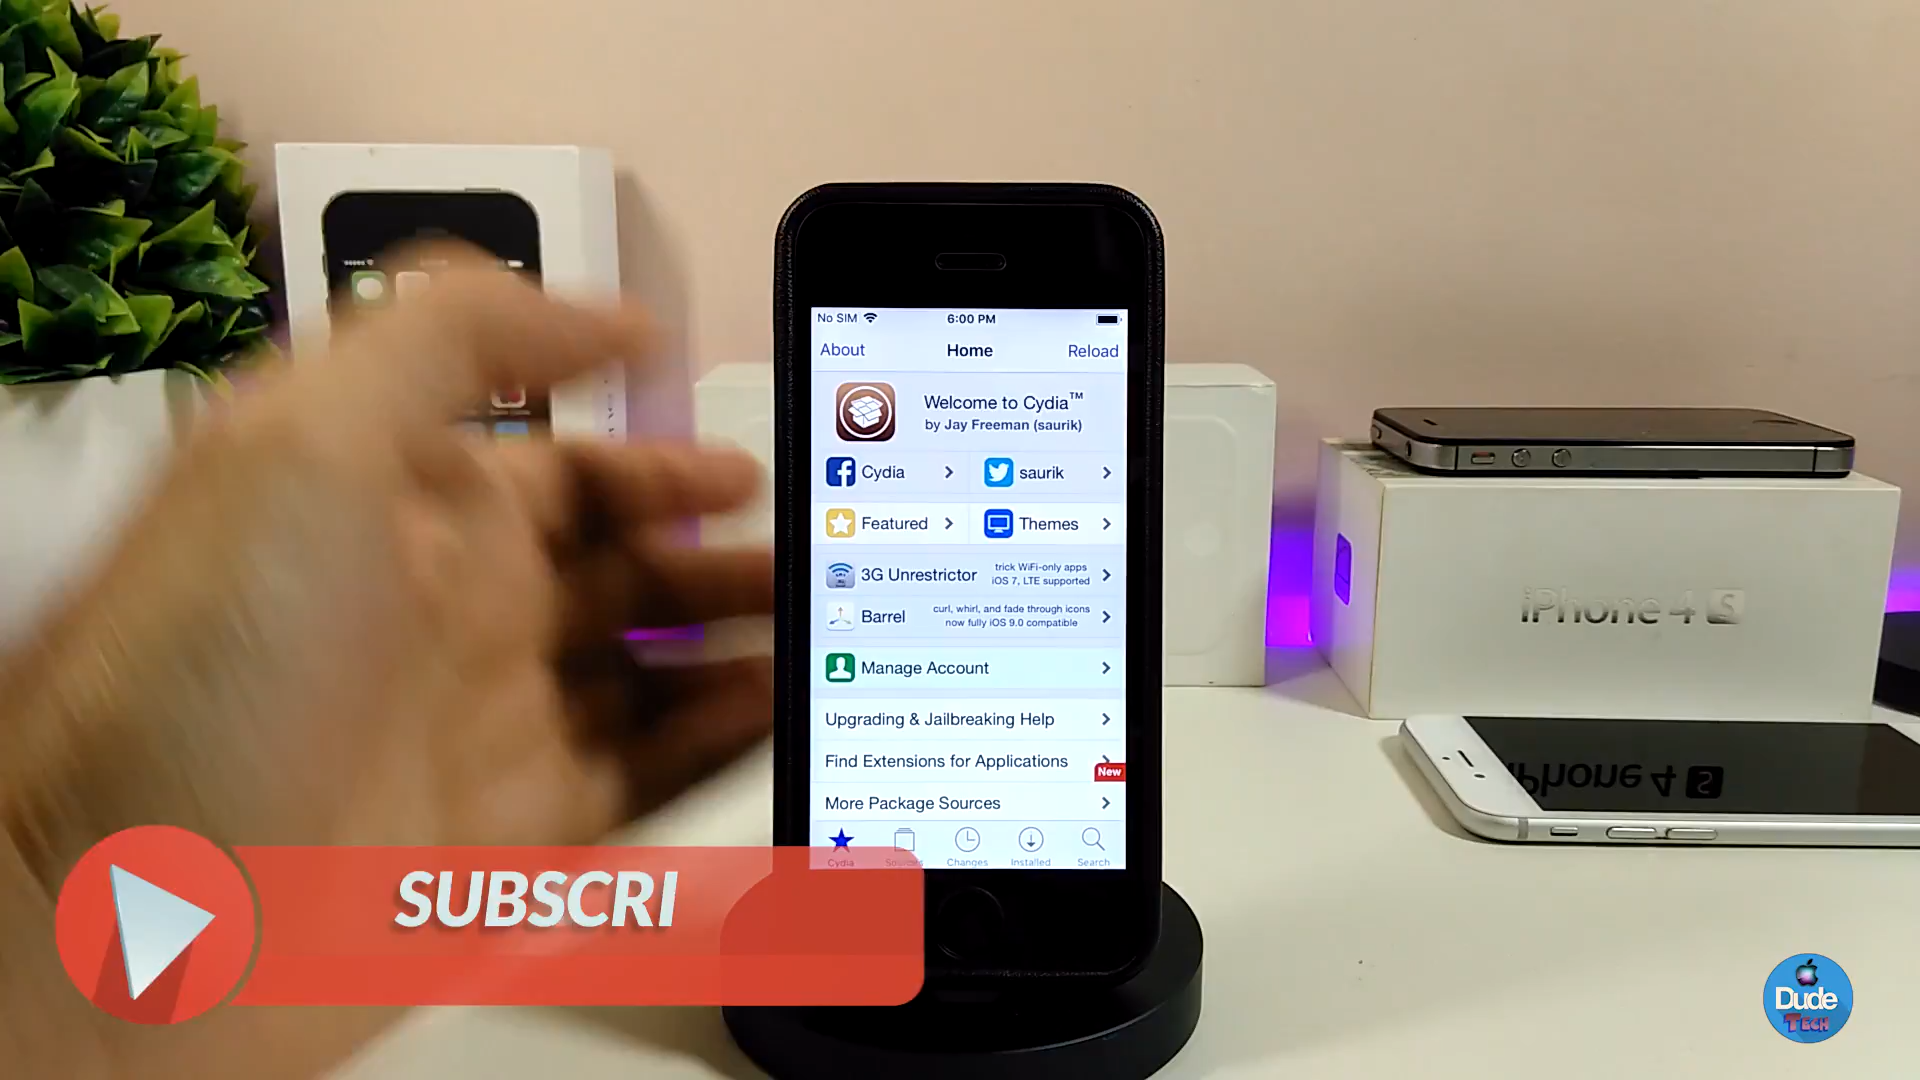 No SIM
6:00 PM
About
Home
Reload
Welcome to Cydia™
by Jay Freeman (saurik)
Cydia
saurik
Featured
Themes
3G Unrestrictor
trick WiFi-only apps
iOS 7, LTE supported
Barrel
curl, whirl, and fade through icons
now fully iOS 9.0 compatible
Manage Account
Upgrading & Jailbreaking Help
Find Extensions for Applications
New
More Package Sources
Cydia
Sources
Changes
Installed
Search
iPhone 4S
iPhone 4S
SUBSCRI
Dude
TECH